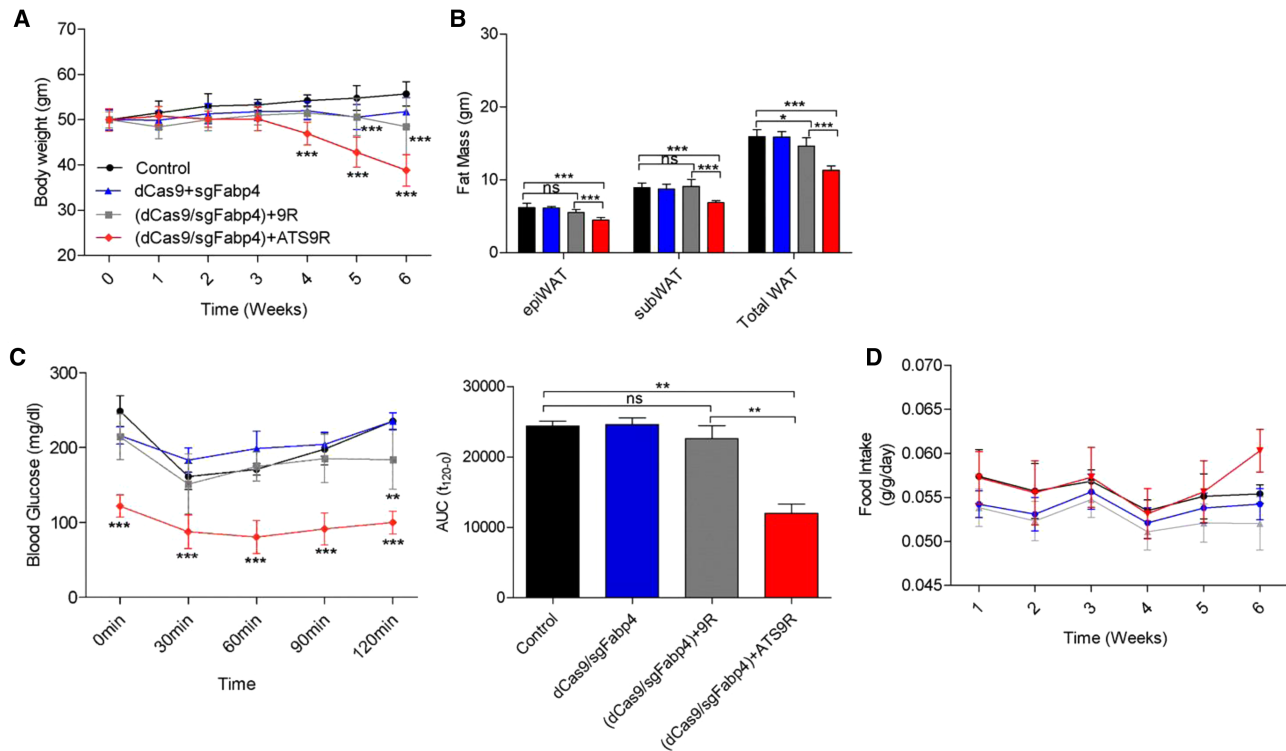 A
Body weight (gm)
70
60
50
40
30
20
***
***
***
***
***
Control
dCas9+sgFabp4
(dCas9/sgFabp4)+9R
(dCas9/sgFabp4)+ATS9R
0
1
2
3
4
5
6
Time (Weeks)
B
Fat Mass (gm)
30
20
10
0
***
ns
***
***
ns
***
***
*
***
epiWAT
subWAT
Total WAT
C
Blood Glucose (mg/dl)
300
200
100
0
***
***
***
***
**
***
0min
30min
60min
90min
120min
Time
AUC (t120-0)
30000
20000
10000
0
**
ns
**
Control
dCas9/sgFabp4
(dCas9/sgFabp4)+9R
(dCas9/sgFabp4)+ATS9R
D
Food Intake
(g/g/day)
0.070
0.065
0.060
0.055
0.050
0.045
1
2
3
4
5
6
Time (Weeks)